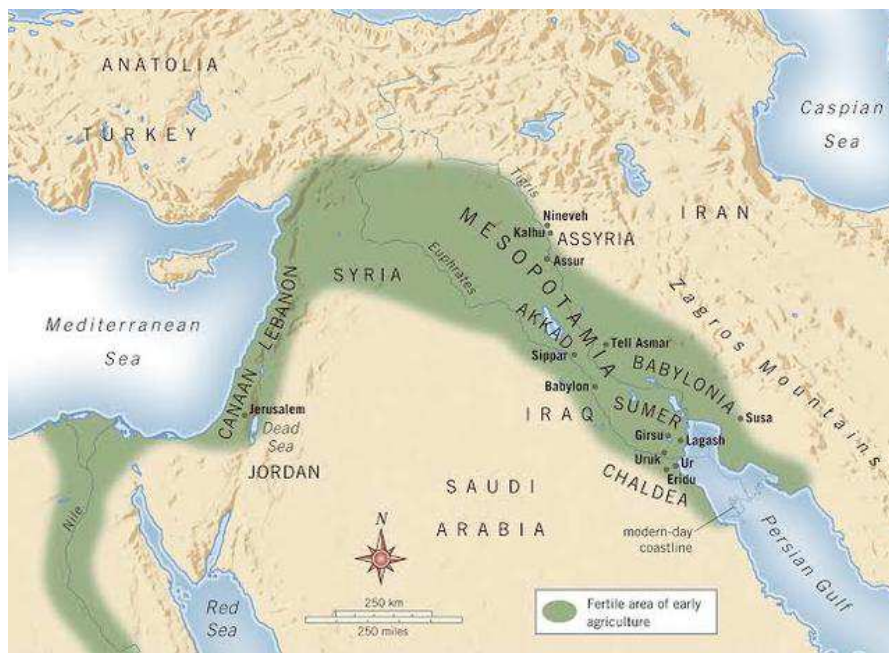 ANATOLIA
TURKEY
Caspian
Sea
Tigris
IRAN
Nineveh
Kalhu
ASSYRIA
Assur
MESOPOTAMIA
Euphrates
SYRIA
Zagros Mountains
Mediterranean
Sea
LEBANON
CANAAN
AKKAD
Tell Asmar
Sippar
BABYLONIA
Babylon
Jerusalem
Dead
Sea
IRAQ
SUMER
Susa
Girsu
Lagash
Uruk
Ur
Eridu
JORDAN
CHALDEA
SAUDI
ARABIA
Nile
N
modern-day
coastline
Persian Gulf
Red
Sea
250 km
250 miles
Fertile area of early
agriculture